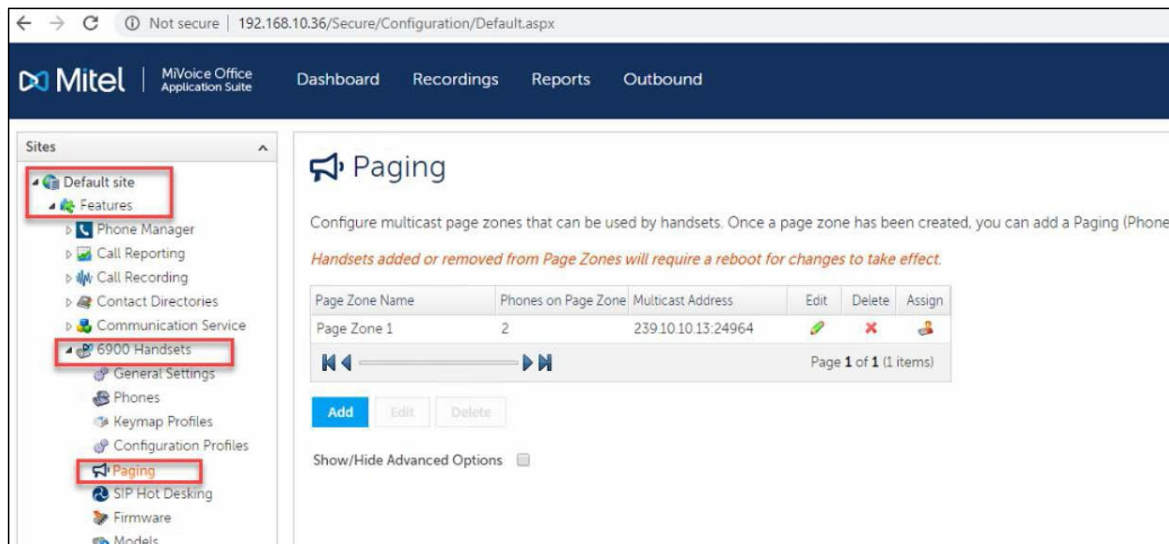 Not secure | 192.168.10.36/Secure/Configuration/Default.aspx
Mitel | MiVoice Office Application Suite
Dashboard Recordings Reports Outbound
Sites
Default site
Features
Phone Manager
Call Reporting
Call Recording
Contact Directories
Communication Service
6900 Handsets
General Settings
Phones
Keymap Profiles
Configuration Profiles
Paging
SIP Hot Desking
Firmware
Models
Paging
Configure multicast page zones that can be used by handsets. Once a page zone has been created, you can add a Paging (Phone
Handsets added or removed from Page Zones will require a reboot for changes to take effect.
Page Zone Name Phones on Page Zone Multicast Address Edit Delete Assign
Page Zone 1 2 239.10.10.13:24964
Page 1 of 1 (1 items)
Add Edit Delete
Show/Hide Advanced Options